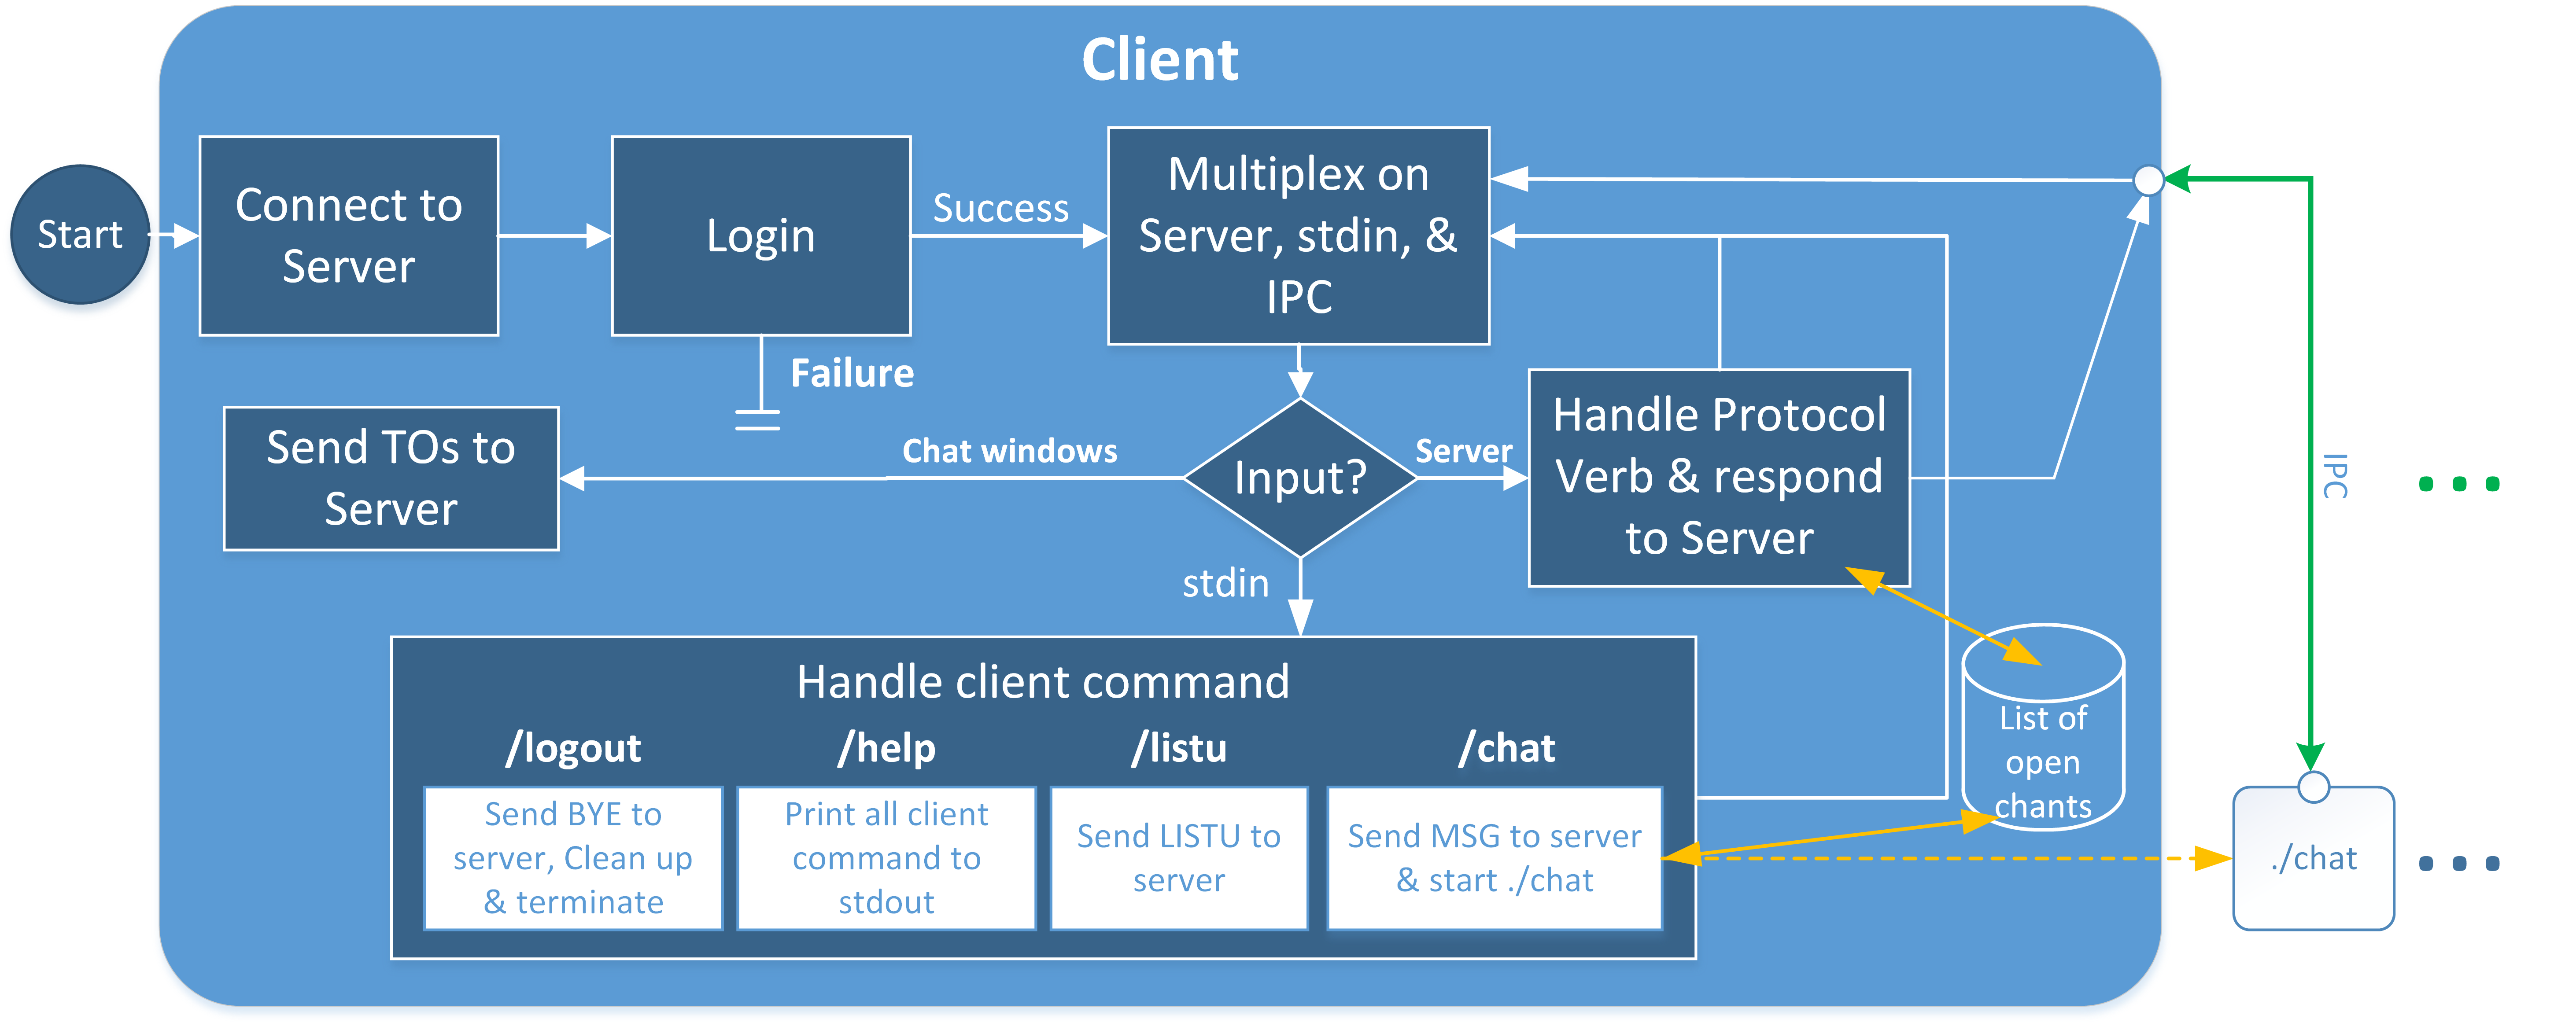 Client
Start
Connect to
Server
Login
Success
Failure
Multiplex on
Server, stdin, &
IPC
Send TOs to
Server
Chat windows
Input?
Server
stdin
Handle Protocol
Verb & respond
to Server
IPC
Handle client command
/logout
Send BYE to
server, Clean up
& terminate
/help
Print all client
command to
stdout
/listu
Send LISTU to
server
/chat
Send MSG to server
& start ./chat
List of
open
chants
./chat